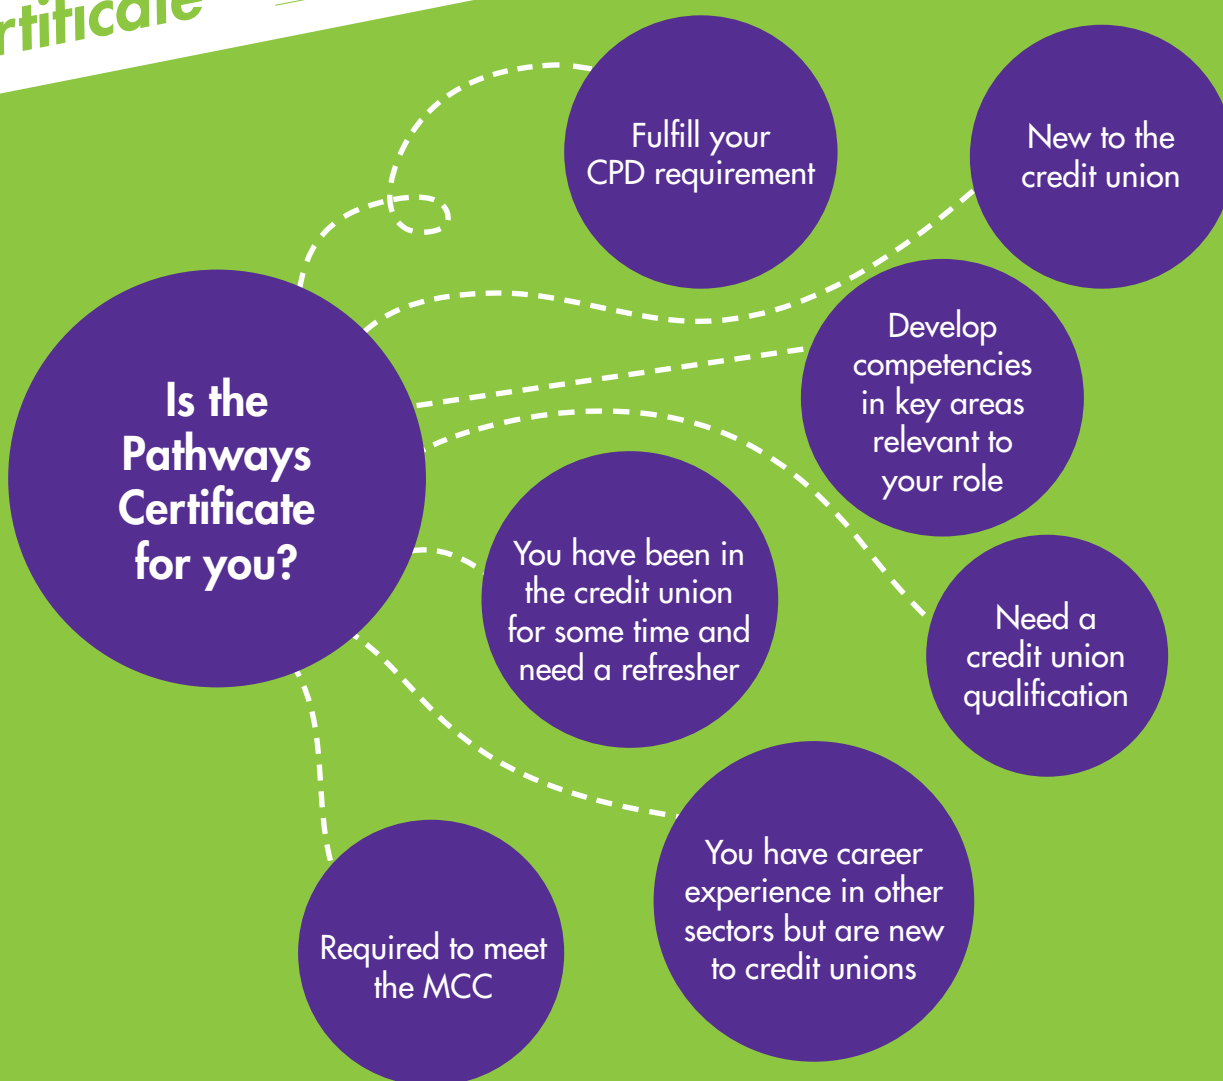 Fulfill your
CPD requirement
New to the
credit union
Develop
competencies
in key areas
relevant to
your role
Is the
Pathways
Certificate
for you?
You have been in
the credit union
for some time and
need a refresher
Need a
credit union
qualification
You have career
experience in other
sectors but are new
to credit unions
Required to meet
the MCC